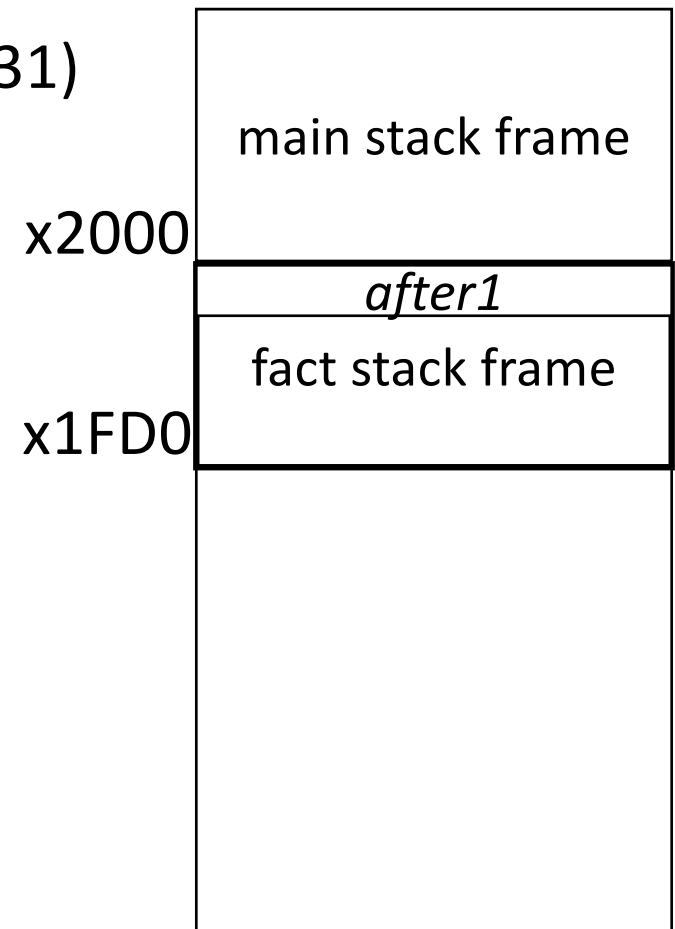 31)
main stack frame
x2000
after1
fact stack frame
x1FD0